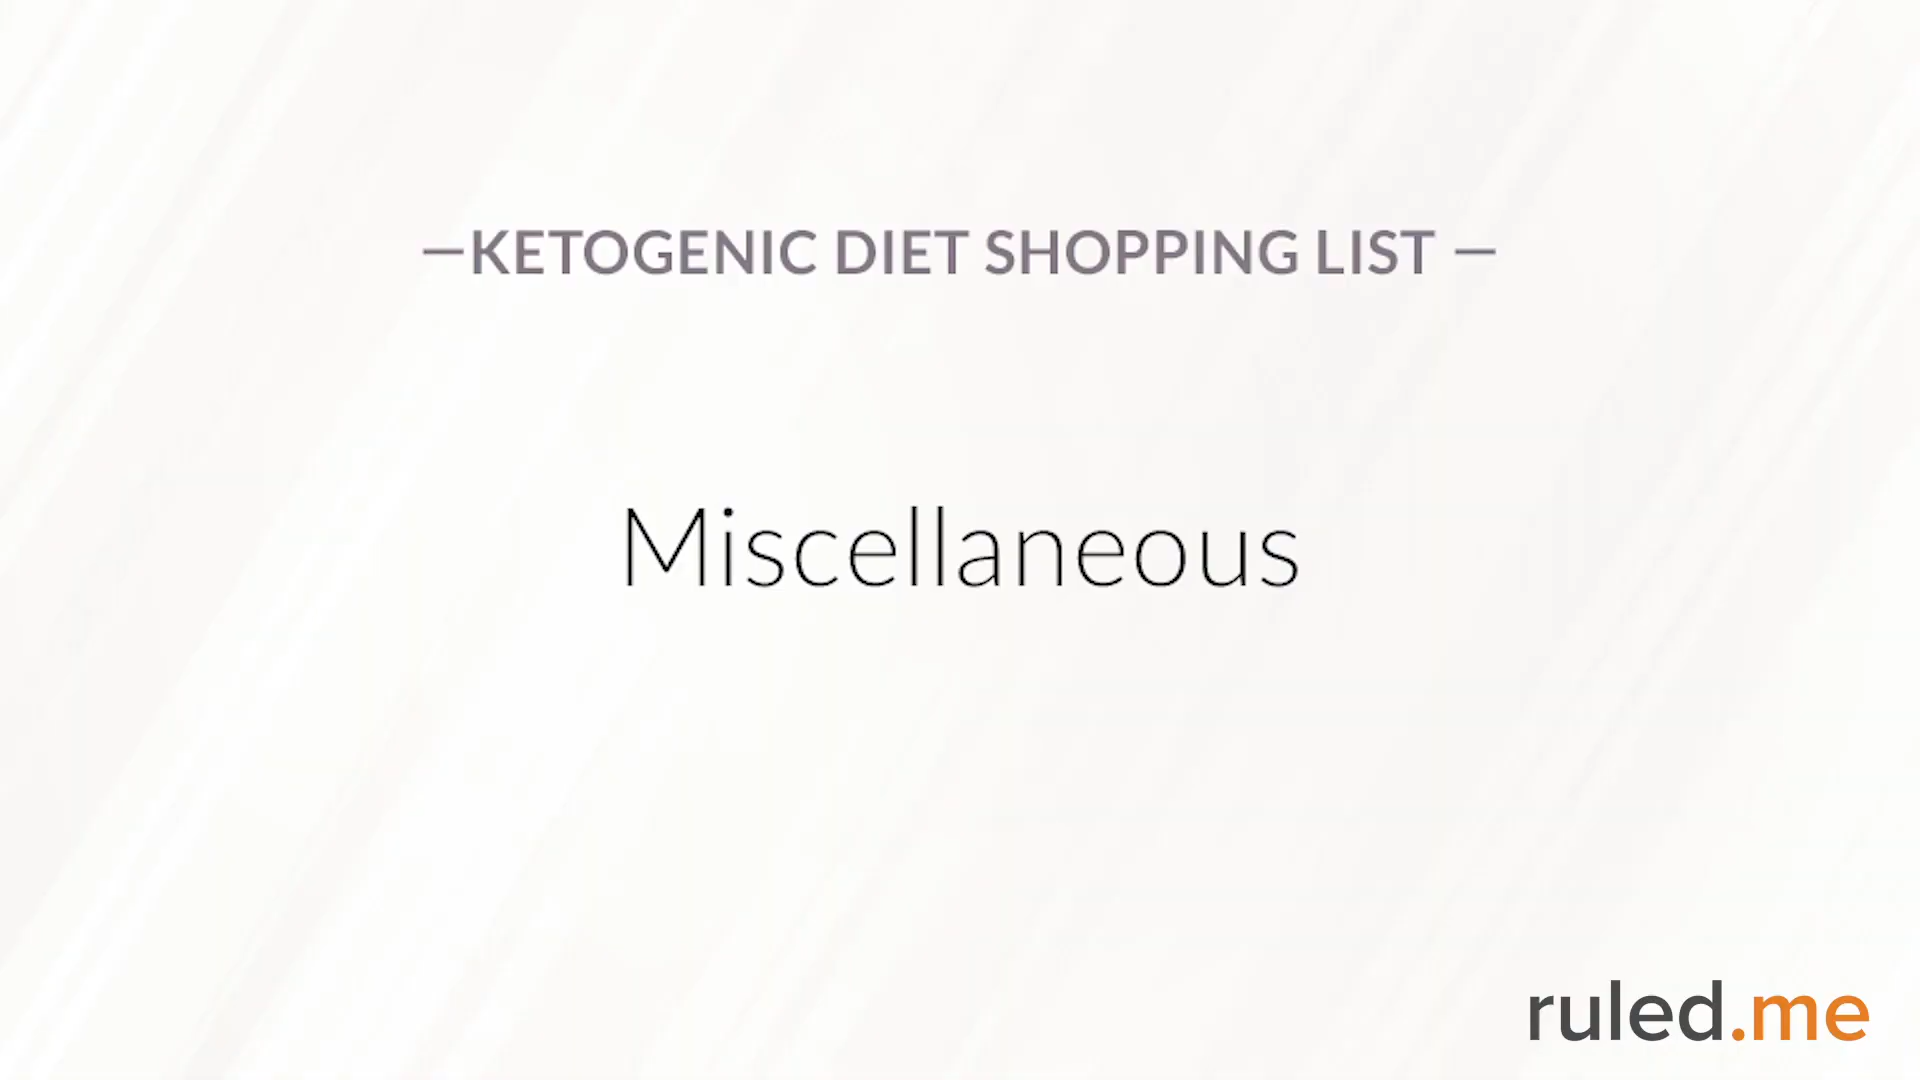 —KETOGENIC DIET SHOPPING LIST —
Miscellaneous
ruled.me